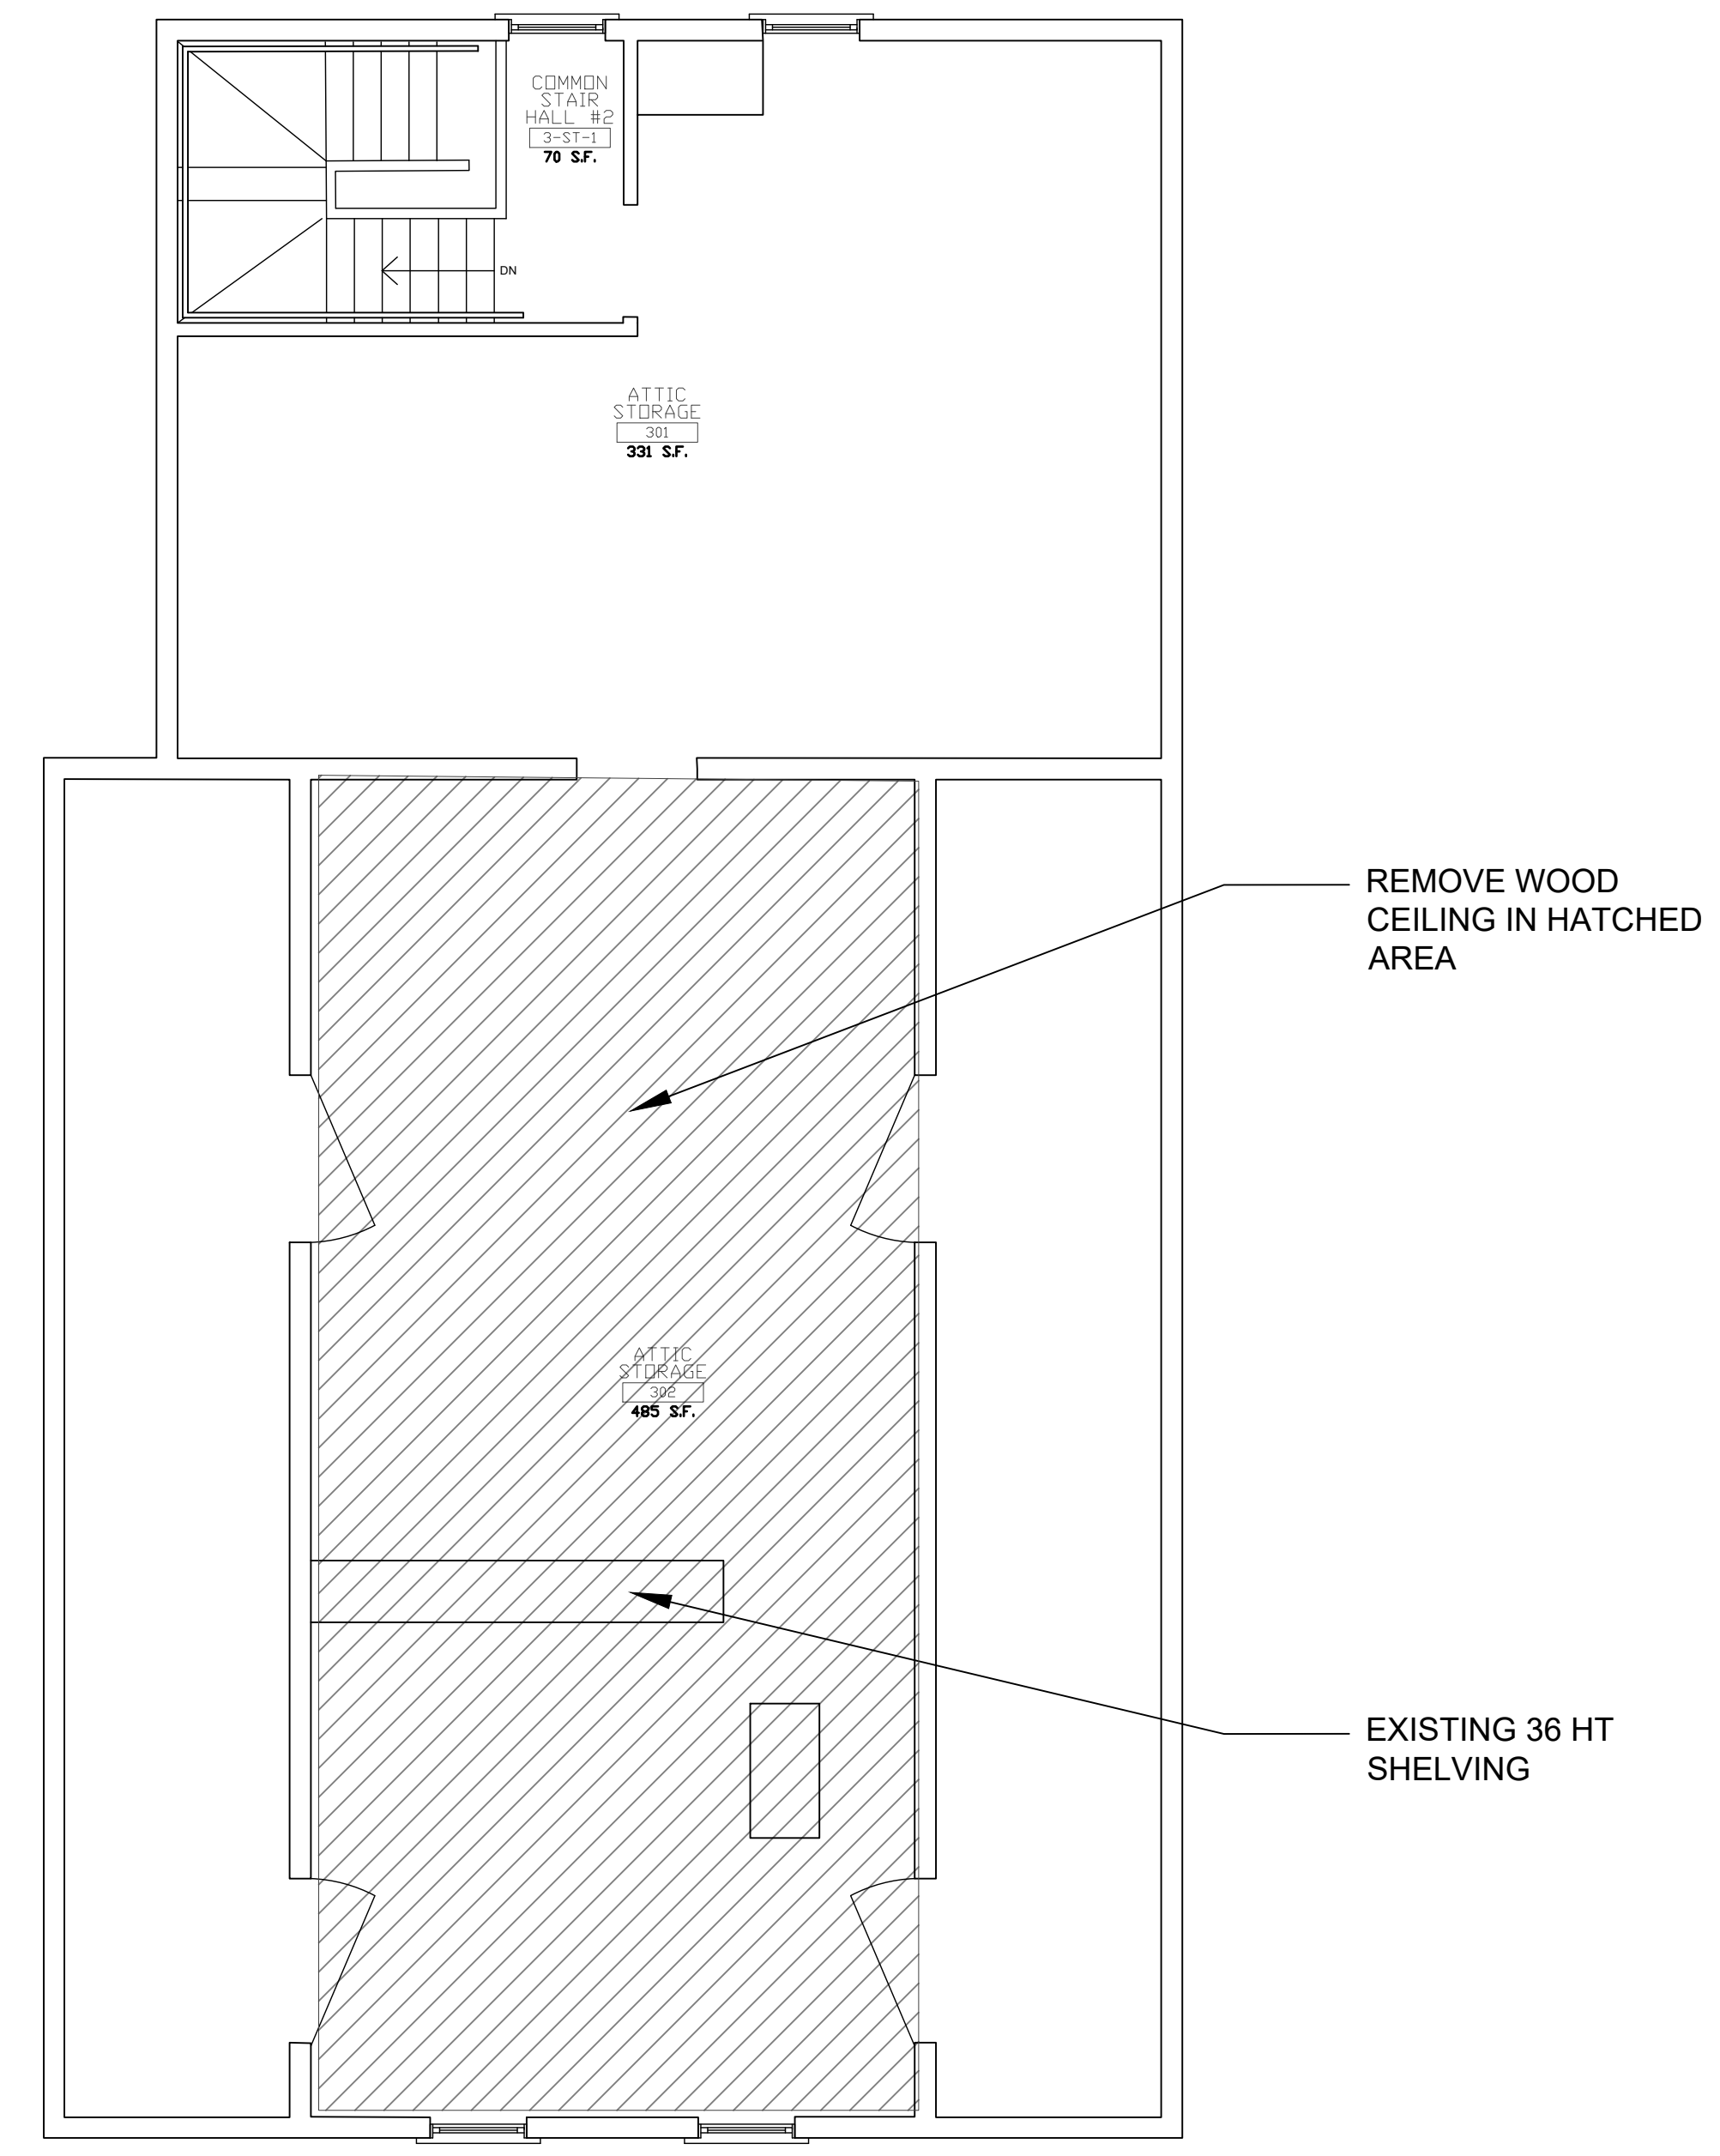 COMMON
STAIR
HALL #2
3-ST-1
70 S.F.
DN
ATTIC
STORAGE
301
331 S.F.
REMOVE WOOD
CEILING IN HATCHED
AREA
ATTIC
STORAGE
302
485 S.F.
EXISTING 36 HT
SHELVING